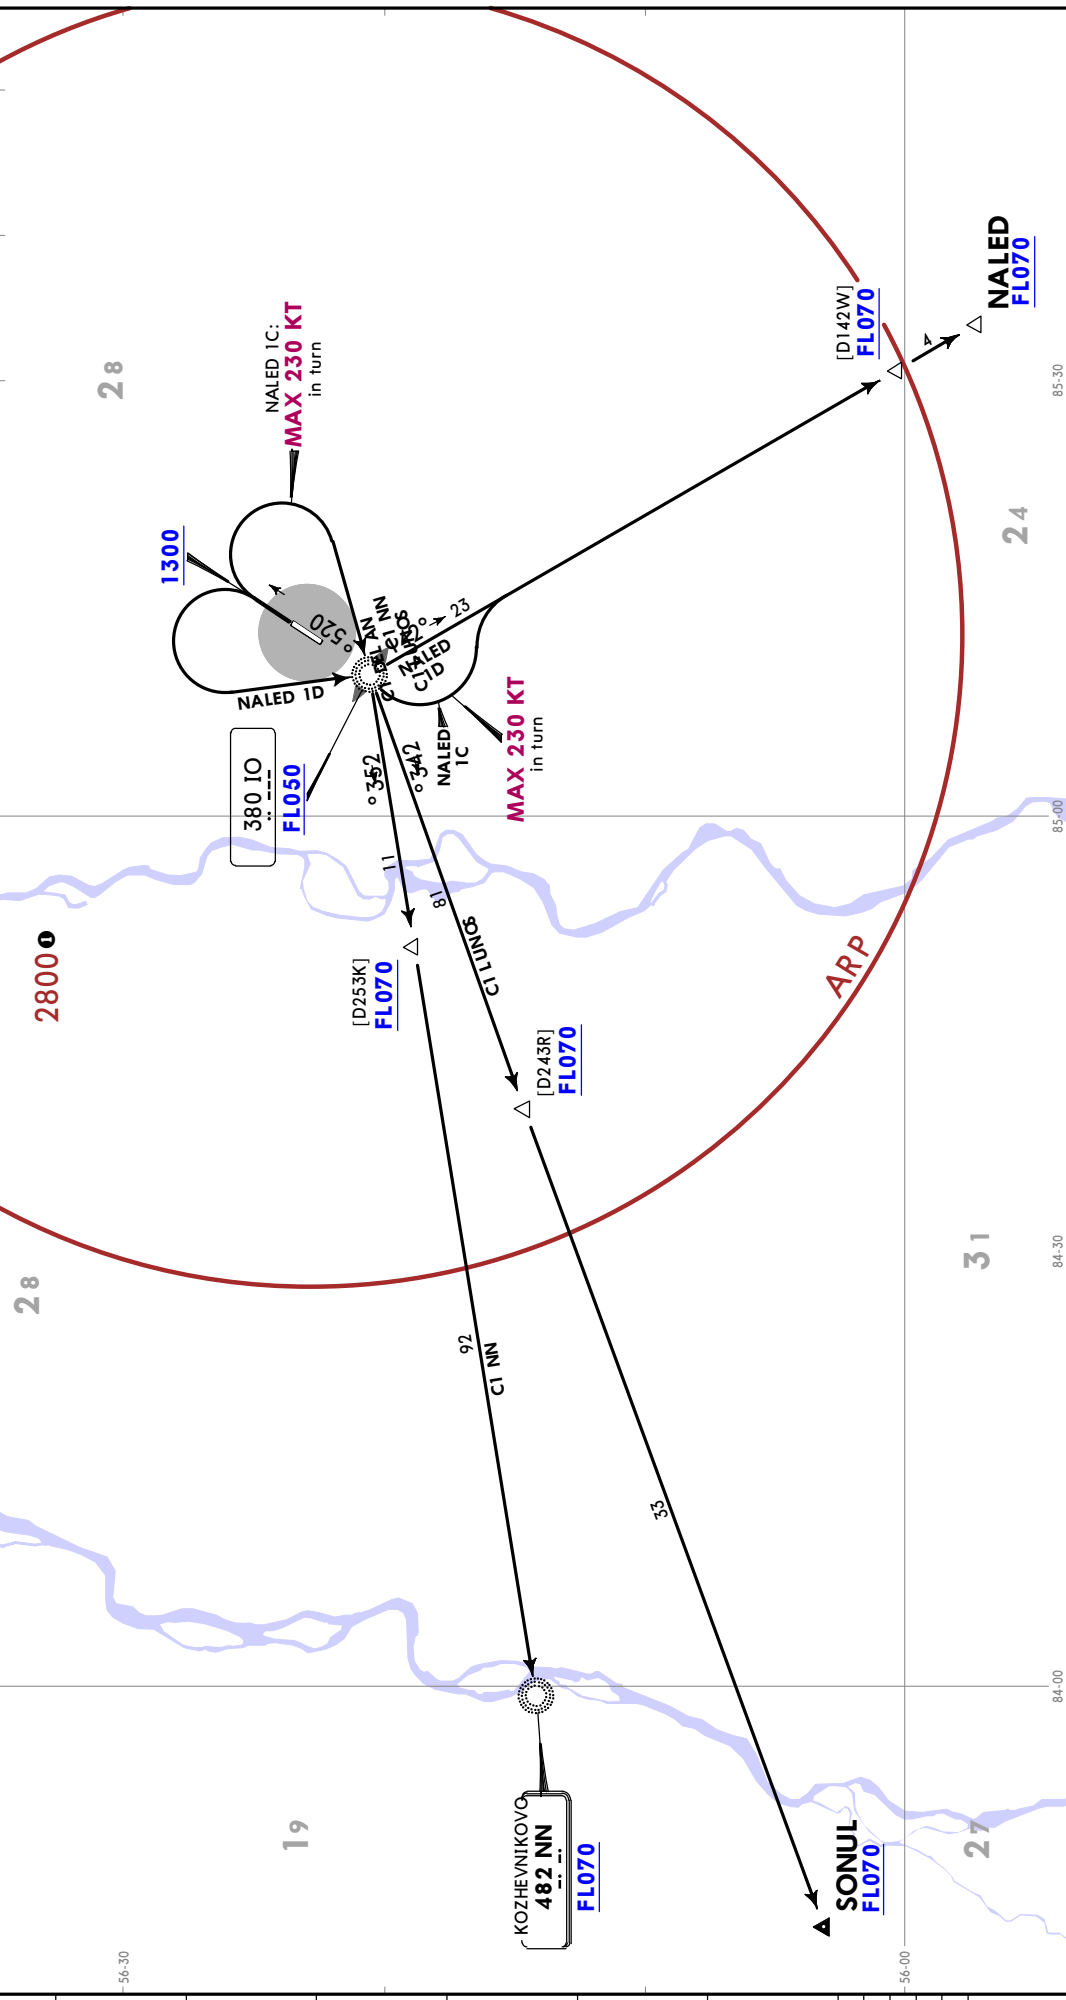 28
NALED 1C:
MAX 230 KT
in turn
1300
NALED
FL070
[D142W]
FL070
4
24
85-30
°520
23
NALED
1D
NALED 1D
380 IO
FL050
°352
°342
NALED
1C
MAX 230 KT
in turn
85-00
11
81
C1 LUNOS
2800 1
[D253K]
FL070
[D243R]
FL070
ARP
28
31
84-30
92
C1 NN
33
84-00
19
KOZHEVNIKOVO
482 NN
FL070
SONUL
FL070
27
56-30
56-00